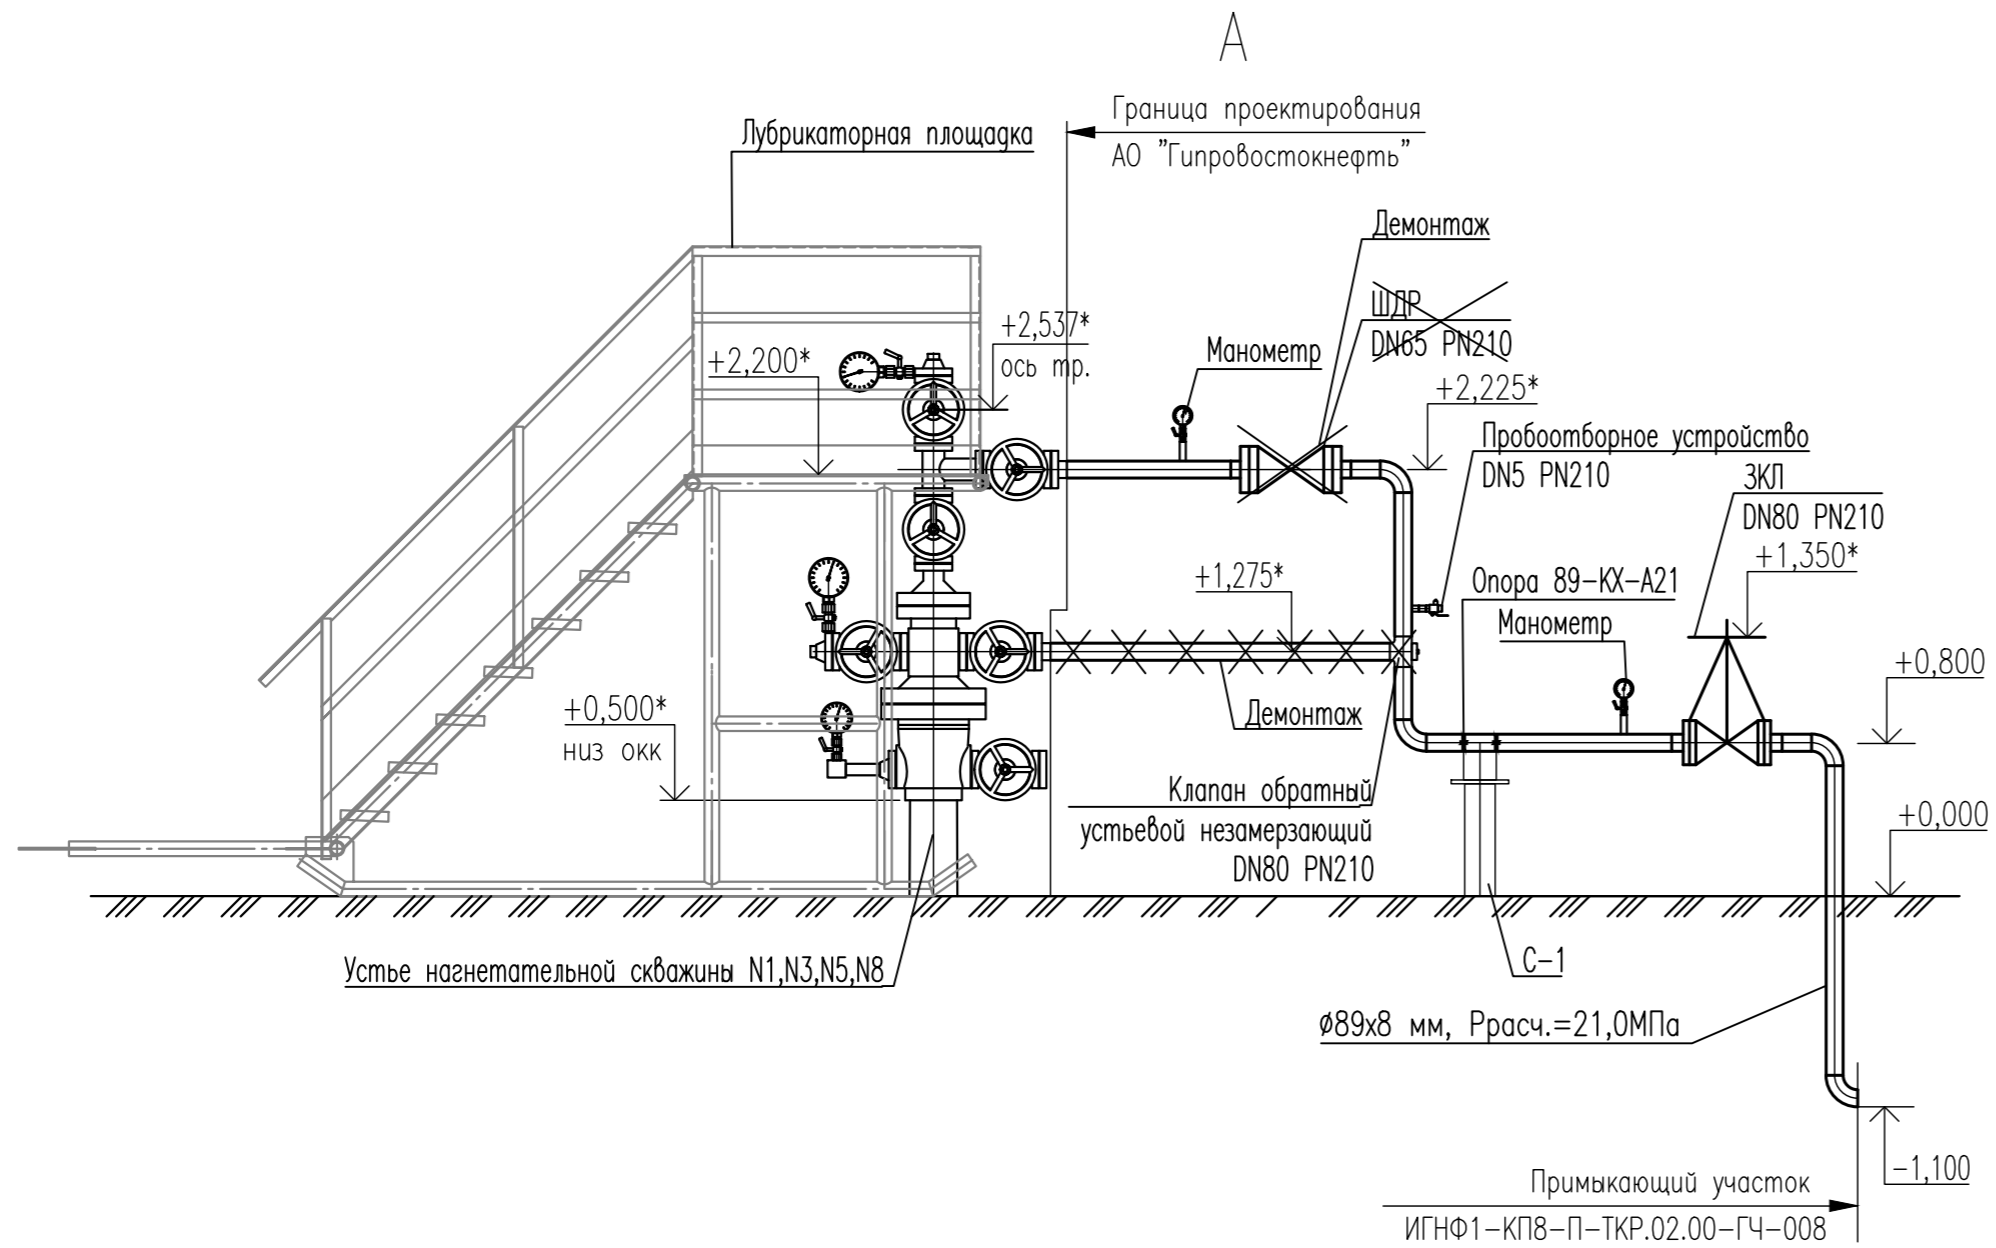 А
Граница проектирования
АО "Гипровостокнефть"
Лубрикаторная площадка
Демонтаж
ШДР
DN65 PN210
+2,537*
ось тр.
+2,200*
Манометр
+2,225*
Пробоотборное устройство
DN5 PN210
ЗКЛ
DN80 PN210
+1,350*
+1,275*
Опора 89-КХ-А21
Манометр
+0,800
+0,500*
низ окк
Демонтаж
Клапан обратный
устьевой незамерзающий
DN80 PN210
+0,000
Устье нагнетательной скважины N1,N3,N5,N8
С-1
Ø89x8 мм, Ррасч.=21,0МПа
-1,100
Примыкающий участок
ИГНФ1-КП8-П-ТКР.02.00-ГЧ-008